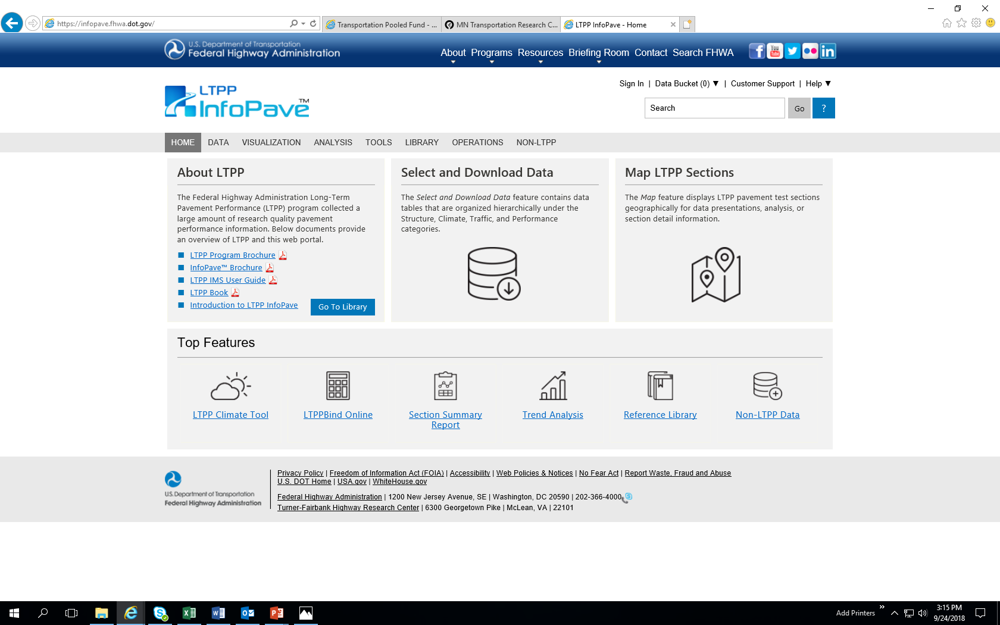 https://infopave.fhwa.dot.gov/
Transportation Pooled Fund - ...
MN Transportation Research C...
LTPP InfoPave - Home
U.S. Department of Transportation
Federal Highway Administration
About Programs Resources Briefing Room Contact Search FHWA
You
Tube
in
Sign In | Data Bucket (0) ▼ | Customer Support | Help ▼
LTPP
InfoPave™
Search
Go
?
HOME DATA VISUALIZATION ANALYSIS TOOLS LIBRARY OPERATIONS NON-LTPP
About LTPP
The Federal Highway Administration Long-Term
Pavement Performance (LTPP) program collected a
large amount of research quality pavement
performance information. Below documents provide
an overview of LTPP and this web portal.
LTPP Program Brochure
InfoPave™ Brochure
LTPP IMS User Guide
LTPP Book
Introduction to LTPP InfoPave
Go To Library
Select and Download Data
The Select and Download Data feature contains data
tables that are organized hierarchically under the
Structure, Climate, Traffic, and Performance
categories.
Map LTPP Sections
The Map feature displays LTPP pavement test sections
geographically for data presentations, analysis, or
section detail information.
Top Features
LTPP Climate Tool
LTPPBind Online
Section Summary
Report
Trend Analysis
Reference Library
Non-LTPP Data
U.S. Department of Transportation
Federal Highway Administration
Privacy Policy | Freedom of Information Act (FOIA) | Accessibility | Web Policies & Notices | No Fear Act | Report Waste, Fraud and Abuse
U.S. DOT Home | USA.gov | WhiteHouse.gov
Federal Highway Administration | 1200 New Jersey Avenue, SE | Washington, DC 20590 | 202-366-4000
Turner-Fairbank Highway Research Center | 6300 Georgetown Pike | McLean, VA | 22101
Add Printers
3:15 PM
9/24/2018